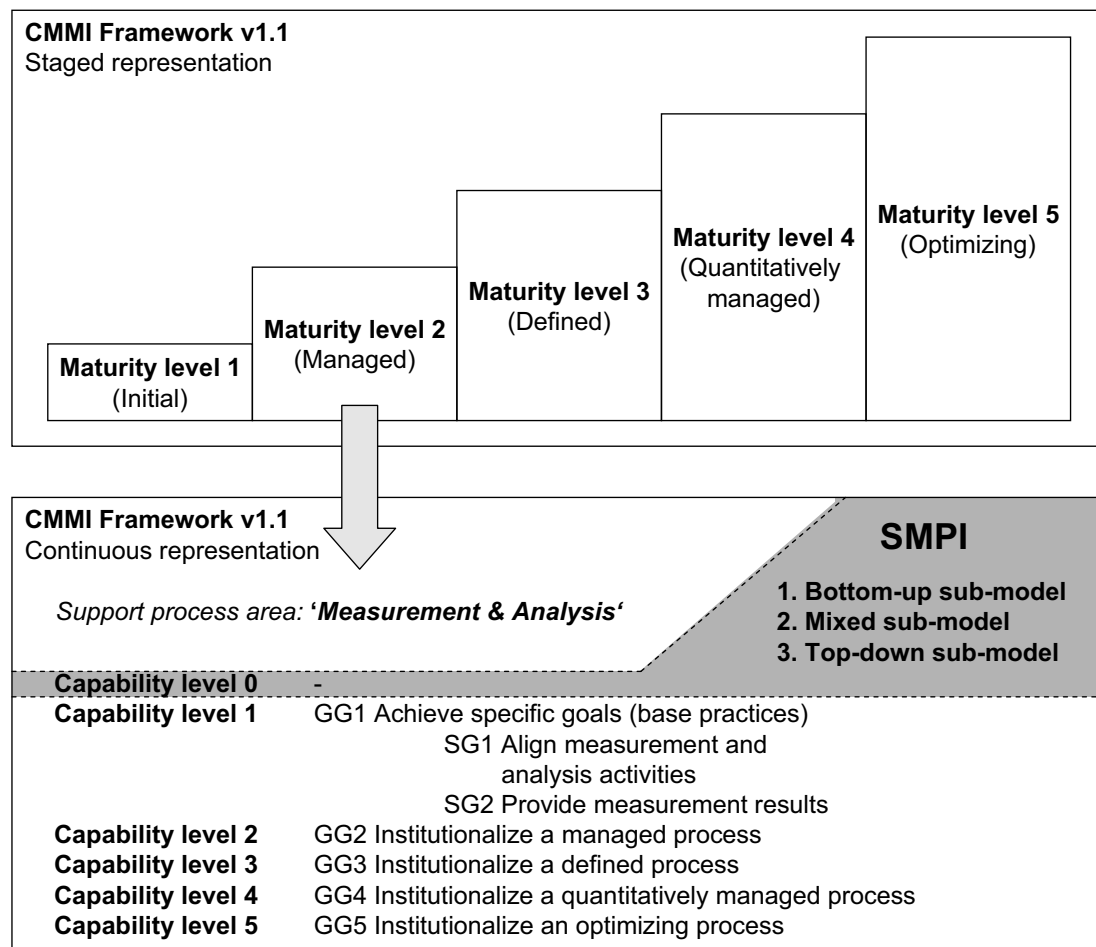 CMMI Framework v1.1
Staged representation
Maturity level 1
(Initial)
Maturity level 2
(Managed)
Maturity level 3
(Defined)
Maturity level 4
(Quantitatively
managed)
Maturity level 5
(Optimizing)
CMMI Framework v1.1
Continuous representation
Support process area: ‘Measurement & Analysis‘
SMPI
1. Bottom-up sub-model
2. Mixed sub-model
3. Top-down sub-model
Capability level 0 -
Capability level 1 GG1 Achieve specific goals (base practices)
SG1 Align measurement and
analysis activities
SG2 Provide measurement results
Capability level 2 GG2 Institutionalize a managed process
Capability level 3 GG3 Institutionalize a defined process
Capability level 4 GG4 Institutionalize a quantitatively managed process
Capability level 5 GG5 Institutionalize an optimizing process